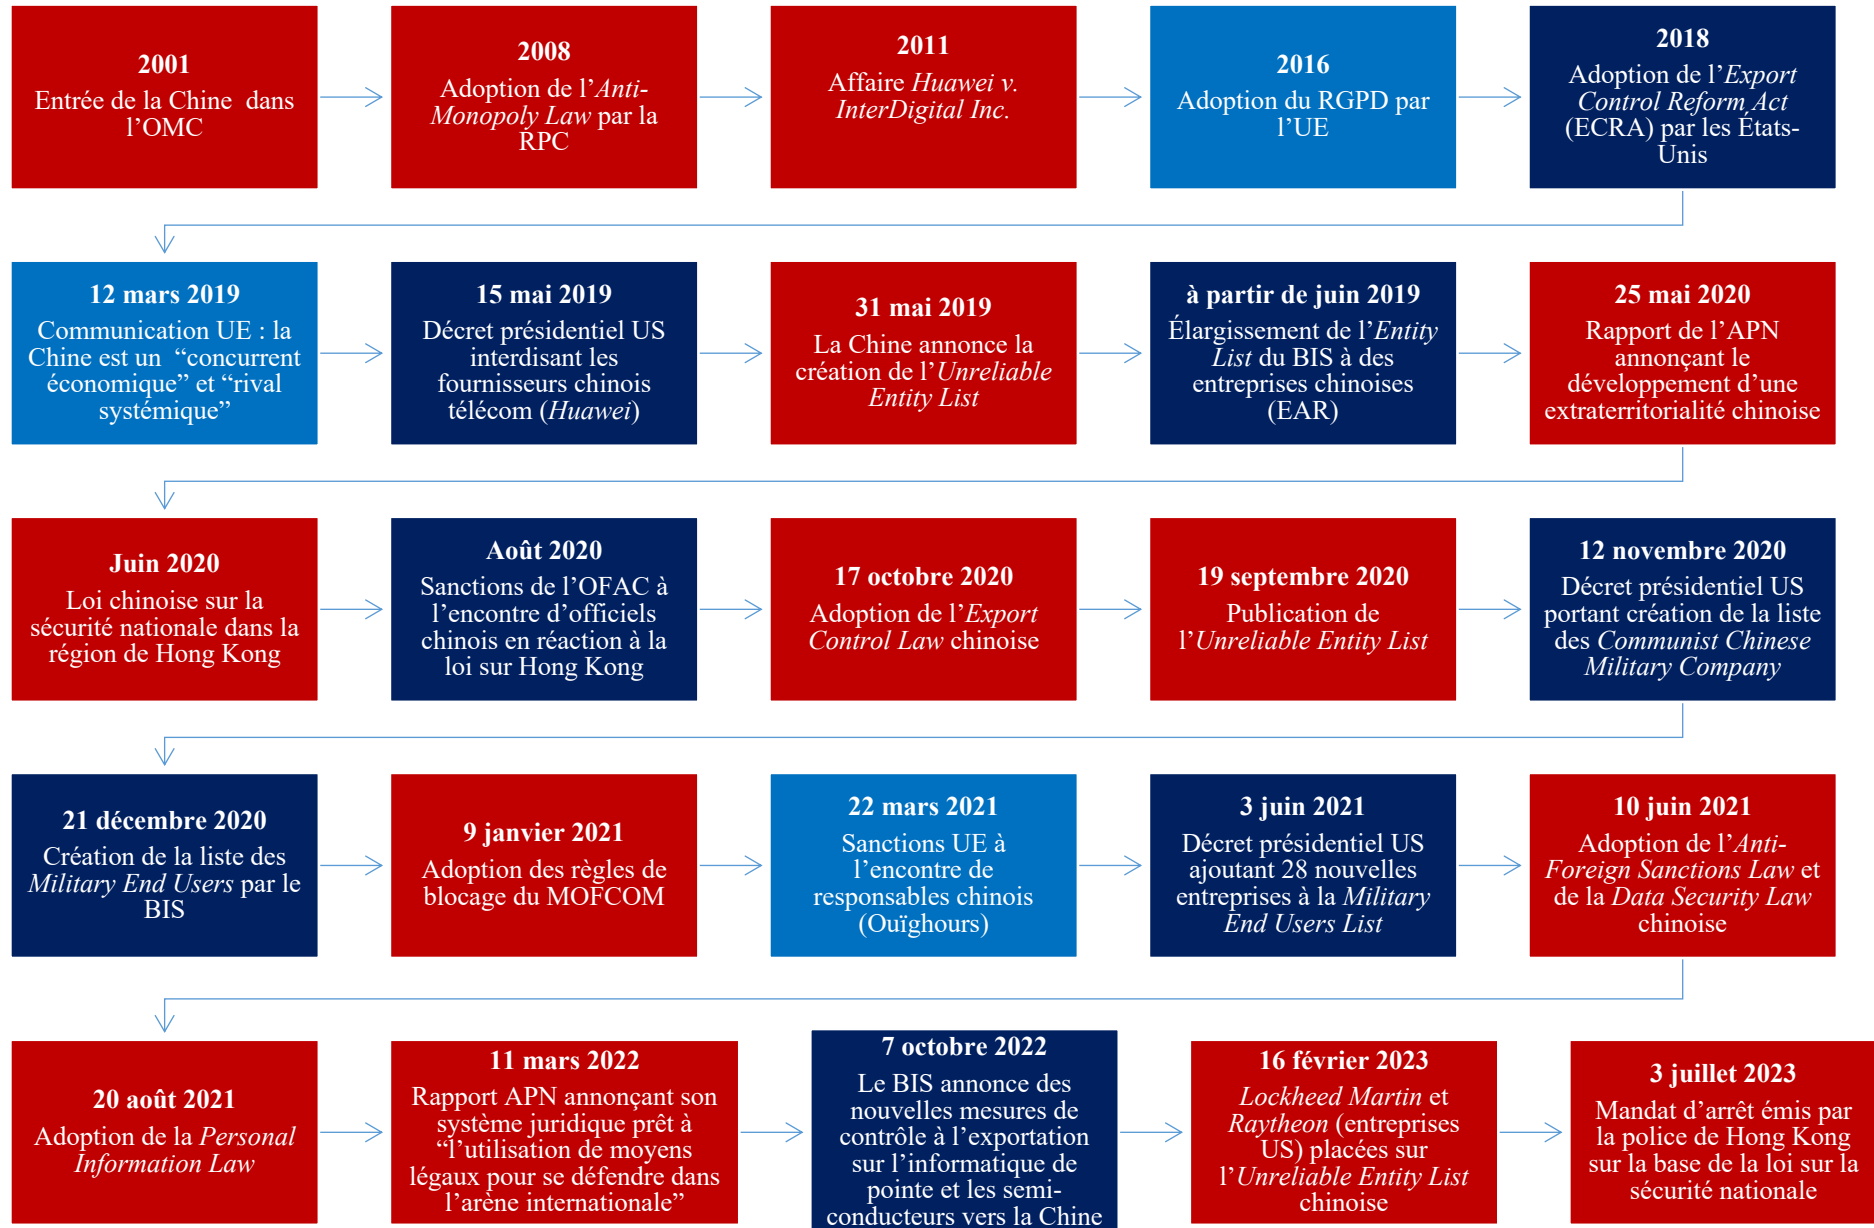 2001
Entrée de la Chine dans
l’OMC
2008
Adoption de l’Anti-
Monopoly Law par la
RPC
2011
Affaire Huawei v.
InterDigital Inc.
2016
Adoption du RGPD par
l’UE
2018
Adoption de l’Export
Control Reform Act
(ECRA) par les États-
Unis
12 mars 2019
Communication UE : la
Chine est un “concurrent
économique” et “rival
systémique”
15 mai 2019
Décret présidentiel US
interdisant les
fournisseurs chinois
télécom (Huawei)
31 mai 2019
La Chine annonce la
création de l’Unreliable
Entity List
à partir de juin 2019
Élargissement de l’Entity
List du BIS à des
entreprises chinoises
(EAR)
25 mai 2020
Rapport de l’APN
annonçant le
développement d’une
extraterritorialité chinoise
Juin 2020
Loi chinoise sur la
sécurité nationale dans la
région de Hong Kong
Août 2020
Sanctions de l’OFAC à
l’encontre d’officiels
chinois en réaction à la
loi sur Hong Kong
17 octobre 2020
Adoption de l’Export
Control Law chinoise
19 septembre 2020
Publication de
l’Unreliable Entity List
12 novembre 2020
Décret présidentiel US
portant création de la liste
des Communist Chinese
Military Company
21 décembre 2020
Création de la liste des
Military End Users par le
BIS
9 janvier 2021
Adoption des règles de
blocage du MOFCOM
22 mars 2021
Sanctions UE à
l’encontre de
responsables chinois
(Ouïghours)
3 juin 2021
Décret présidentiel US
ajoutant 28 nouvelles
entreprises à la Military
End Users List
10 juin 2021
Adoption de l’Anti-
Foreign Sanctions Law et
de la Data Security Law
chinoise
20 août 2021
Adoption de la Personal
Information Law
11 mars 2022
Rapport APN annonçant son
système juridique prêt à
“l’utilisation de moyens
légaux pour se défendre dans
l’arène internationale”
7 octobre 2022
Le BIS annonce des
nouvelles mesures de
contrôle à l’exportation
sur l’informatique de
pointe et les semi-
conducteurs vers la Chine
16 février 2023
Lockheed Martin et
Raytheon (entreprises
US) placées sur
l’Unreliable Entity List
chinoise
3 juillet 2023
Mandat d’arrêt émis par
la police de Hong Kong
sur la base de la loi sur la
sécurité nationale